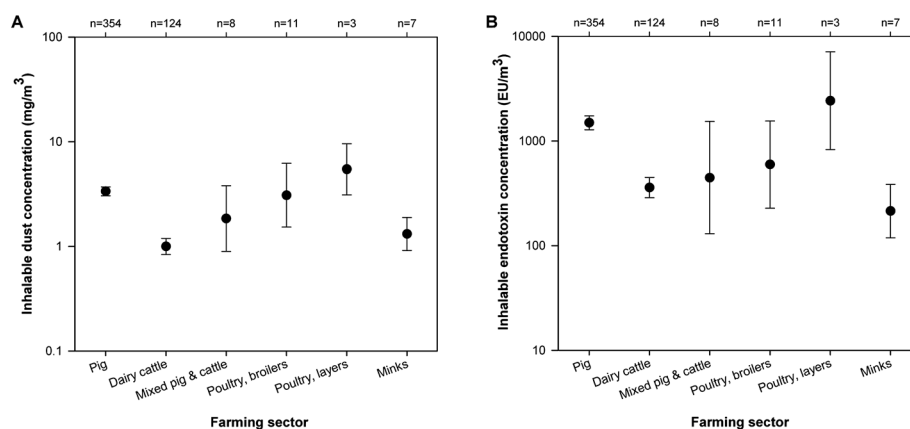 A
n=354 n=124 n=8 n=11 n=3 n=7
Inhalable dust concentration (mg/m³)
100
10
1
0.1
Pig
Dairy cattle
Mixed pig & cattle
Poultry, broilers
Poultry, layers
Minks
Farming sector
B
n=354 n=124 n=8 n=11 n=3 n=7
Inhalable endotoxin concentration (EU/m³)
10000
1000
100
10
Pig
Dairy cattle
Mixed pig & cattle
Poultry, broilers
Poultry, layers
Minks
Farming sector